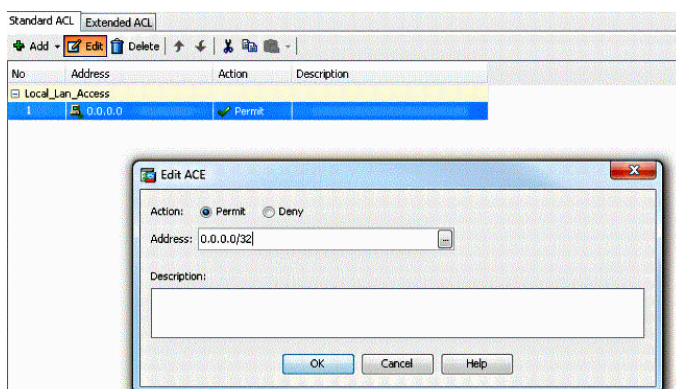 Standard ACL Extended ACL
Add Edit Delete
No Address Action Description
Local_Lan_Access
1 0.0.0.0 Permit
Edit ACE
Action: Permit Deny
Address: 0.0.0.0/32
Description:
OK Cancel Help